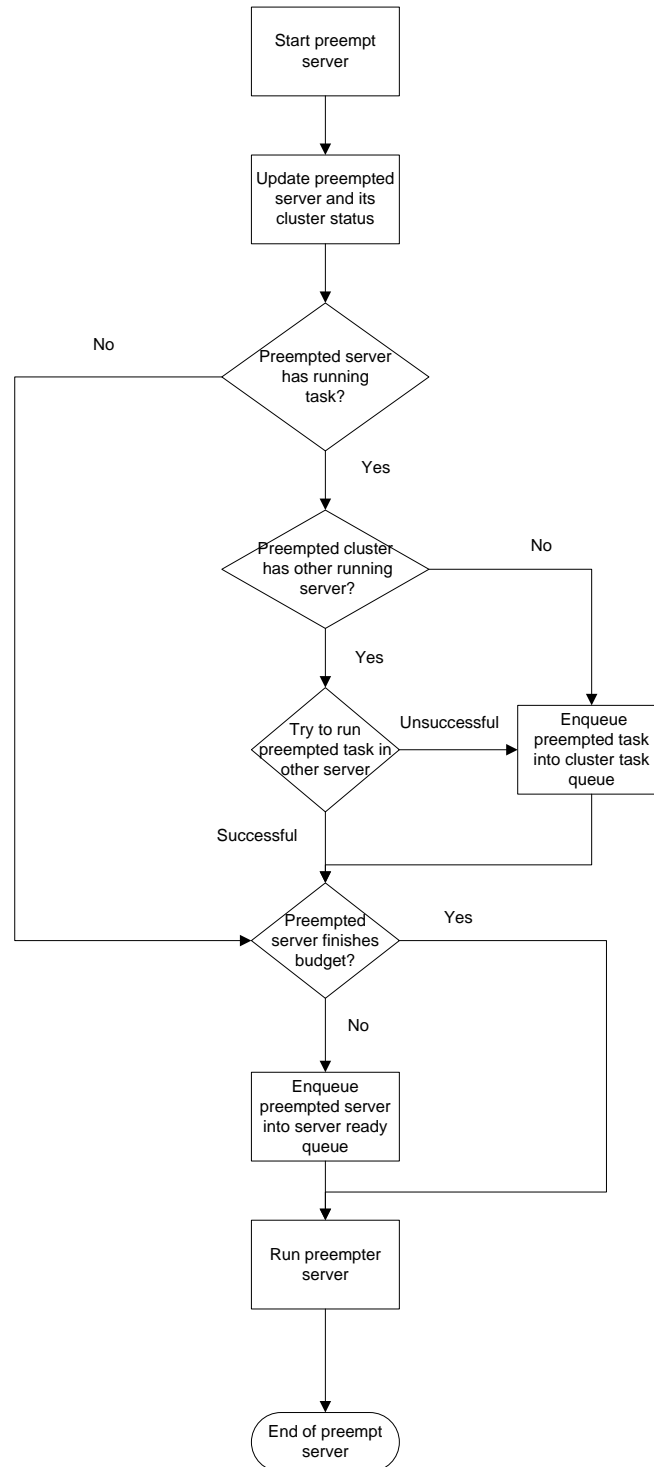 Start preempt
server
Update preempted
server and its
cluster status
No
Preempted server
has running
task?
Yes
Preempted cluster
has other running
server?
No
Yes
Try to run
preempted task in
other server
Unsuccessful
Enqueue
preempted task
into cluster task
queue
Successful
Preempted
server finishes
budget?
Yes
No
Enqueue
preempted server
into server ready
queue
Run preempter
server
End of preempt
server